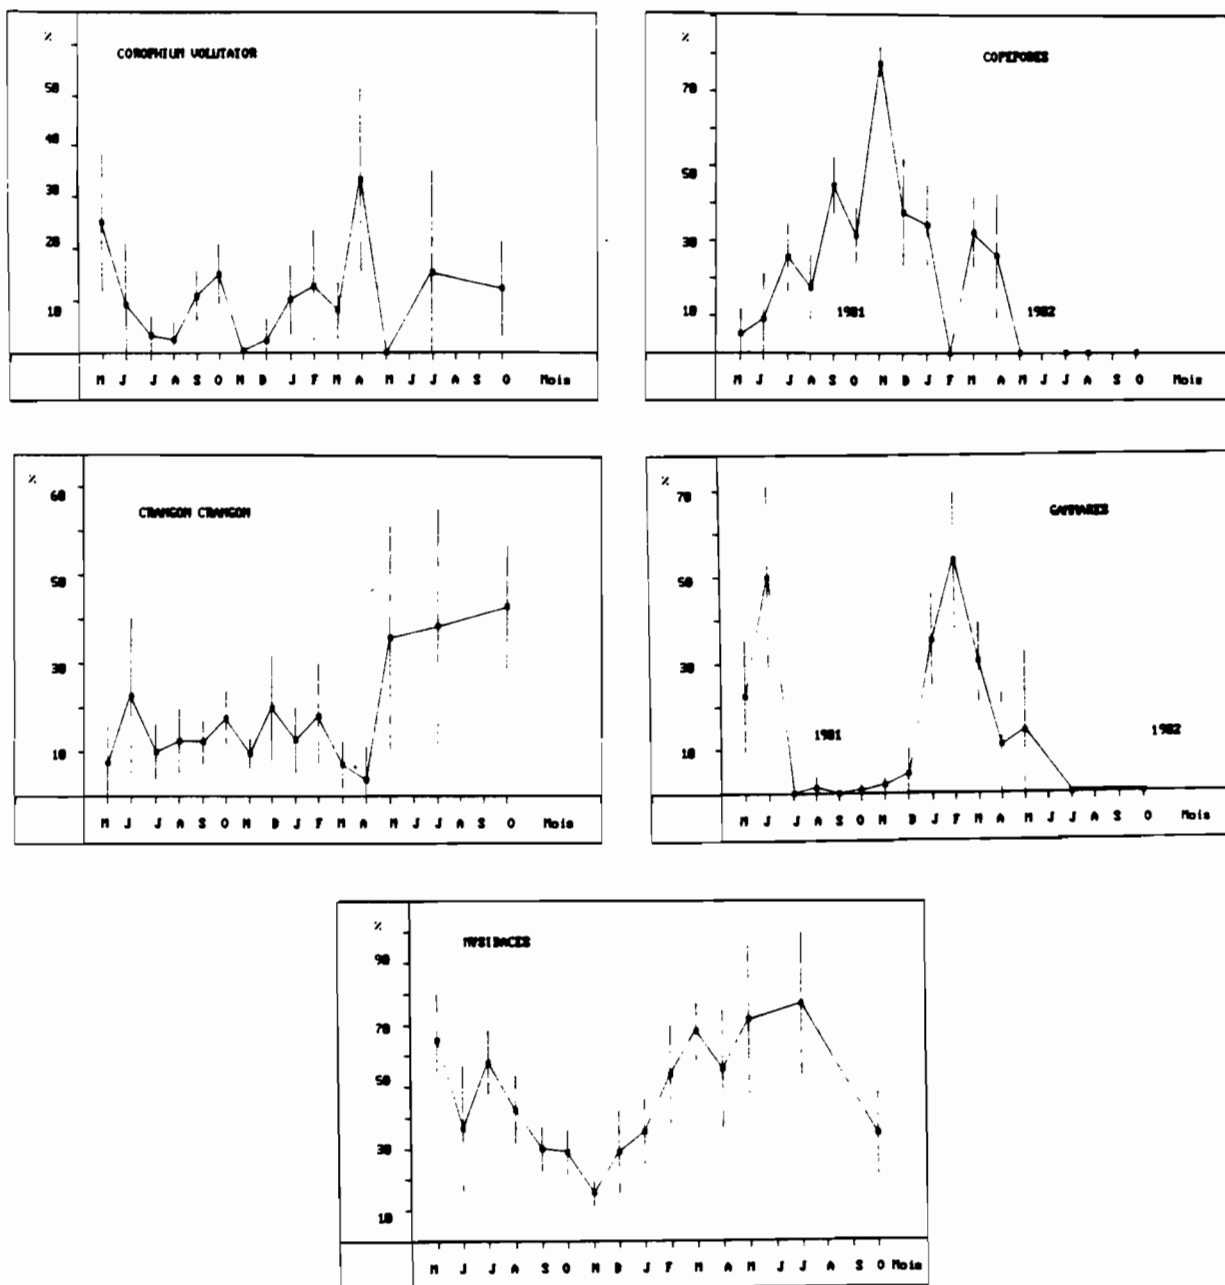 %
COROPHIUM VOLUTATOR
50
40
30
20
10
M J J A S O N D J F M A M J A S O Mois
%
COPEPODES
70
50
30
10
1981 1982
M J J A S O N D J F M A M J J A S O Mois
%
60
CRANGON CRANGON
50
30
10
M J J A S O N D J F M A M J J A S O Mois
%
70
GAMMARES
50
30
10
1981 1982
M J J A S O N D J F M A M J J A S O Mois
%
MYSIDACES
90
70
50
30
10
M J J A S O N D J F M A M J J A S O Mois